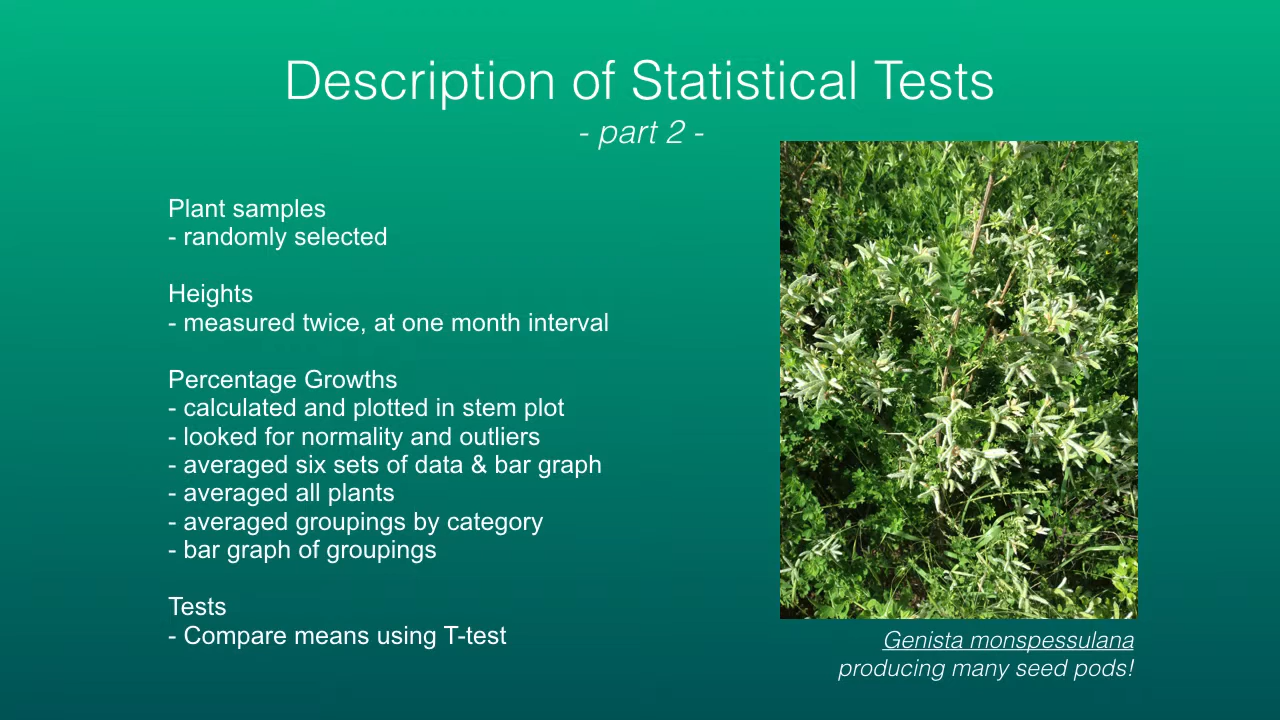 Description of Statistical Tests
- part 2 -
Plant samples
- randomly selected
Heights
- measured twice, at one month interval
Percentage Growths
- calculated and plotted in stem plot
- looked for normality and outliers
- averaged six sets of data & bar graph
- averaged all plants
- averaged groupings by category
- bar graph of groupings
Tests
- Compare means using T-test
Genista monspessulana
producing many seed pods!